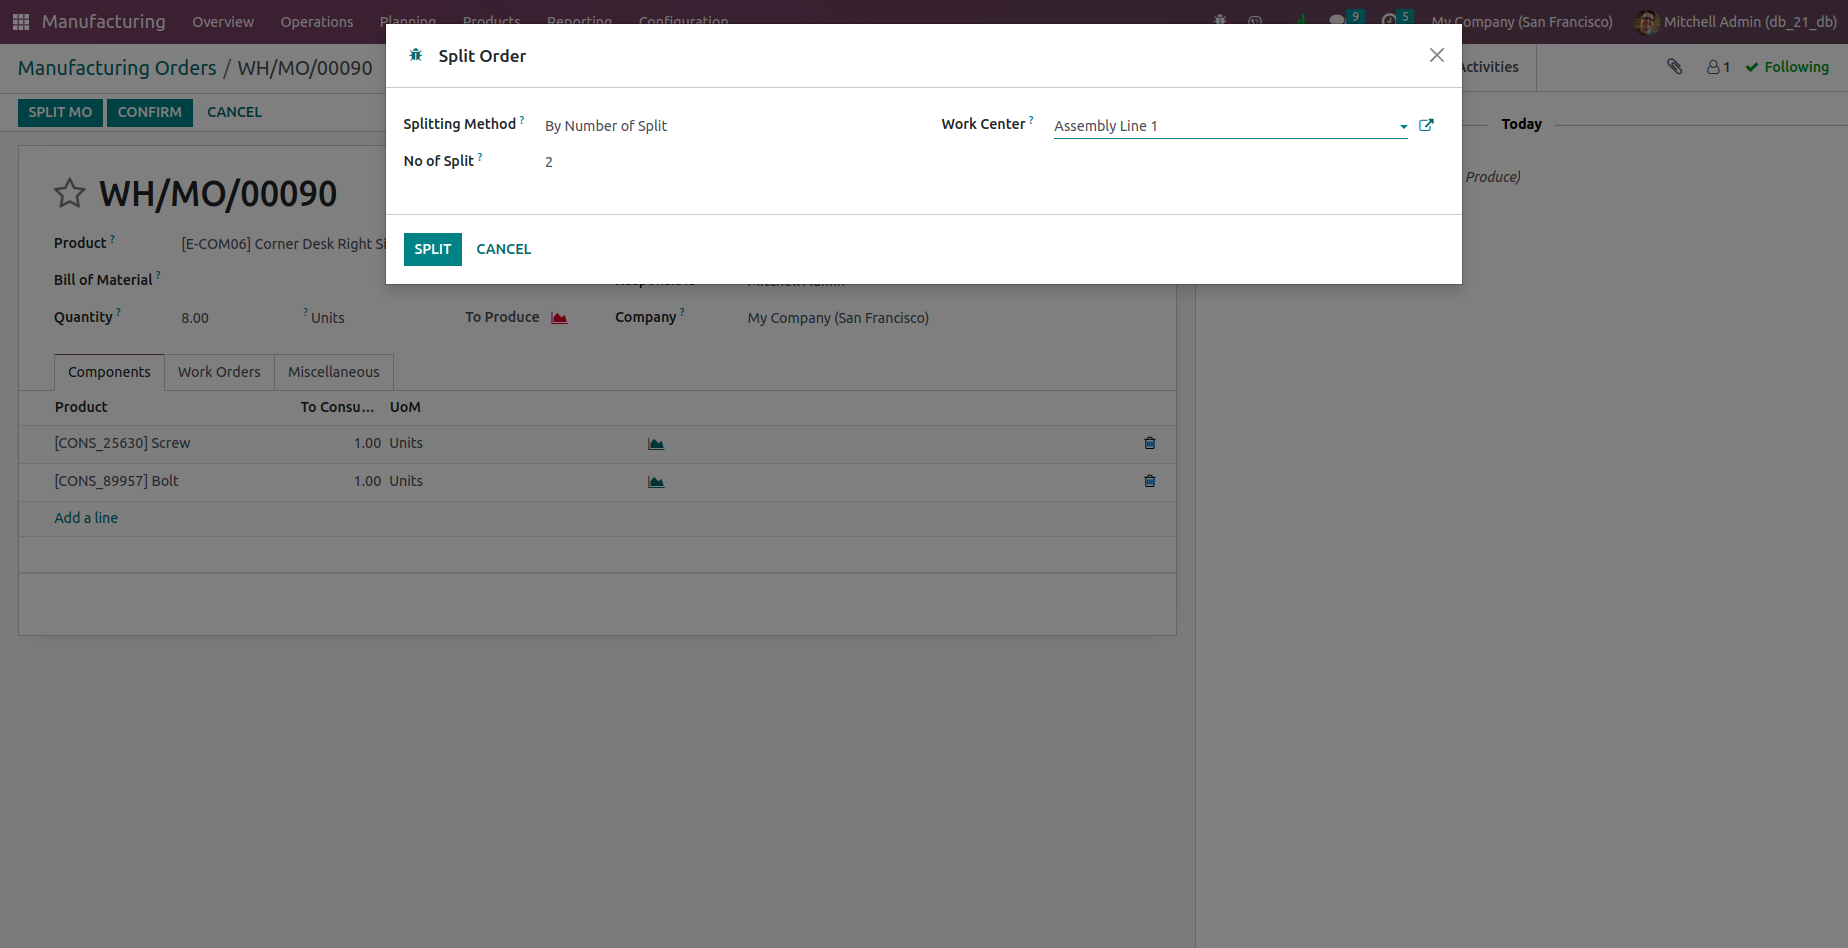 Manufacturing Overview Operations Planning Products Reporting Configuration 9 5 My Company (San Francisco) Mitchell Admin (db_21_db)
Split Order
Manufacturing Orders / WH/MO/00090
Activities 1 Following
SPLIT MO CONFIRM CANCEL
Splitting Method ? By Number of Split Work Center ? Assembly Line 1
Today
No of Split ? 2
Produce)
WH/MO/00090
Product ? [E-COM06] Corner Desk Right Si
SPLIT CANCEL
Bill of Material ? Responsible Mitchell Admin
Quantity ? 8.00 ? Units To Produce Company ? My Company (San Francisco)
Components Work Orders Miscellaneous
Product To Consu... UoM
[CONS_25630] Screw 1.00 Units
[CONS_89957] Bolt 1.00 Units
Add a line